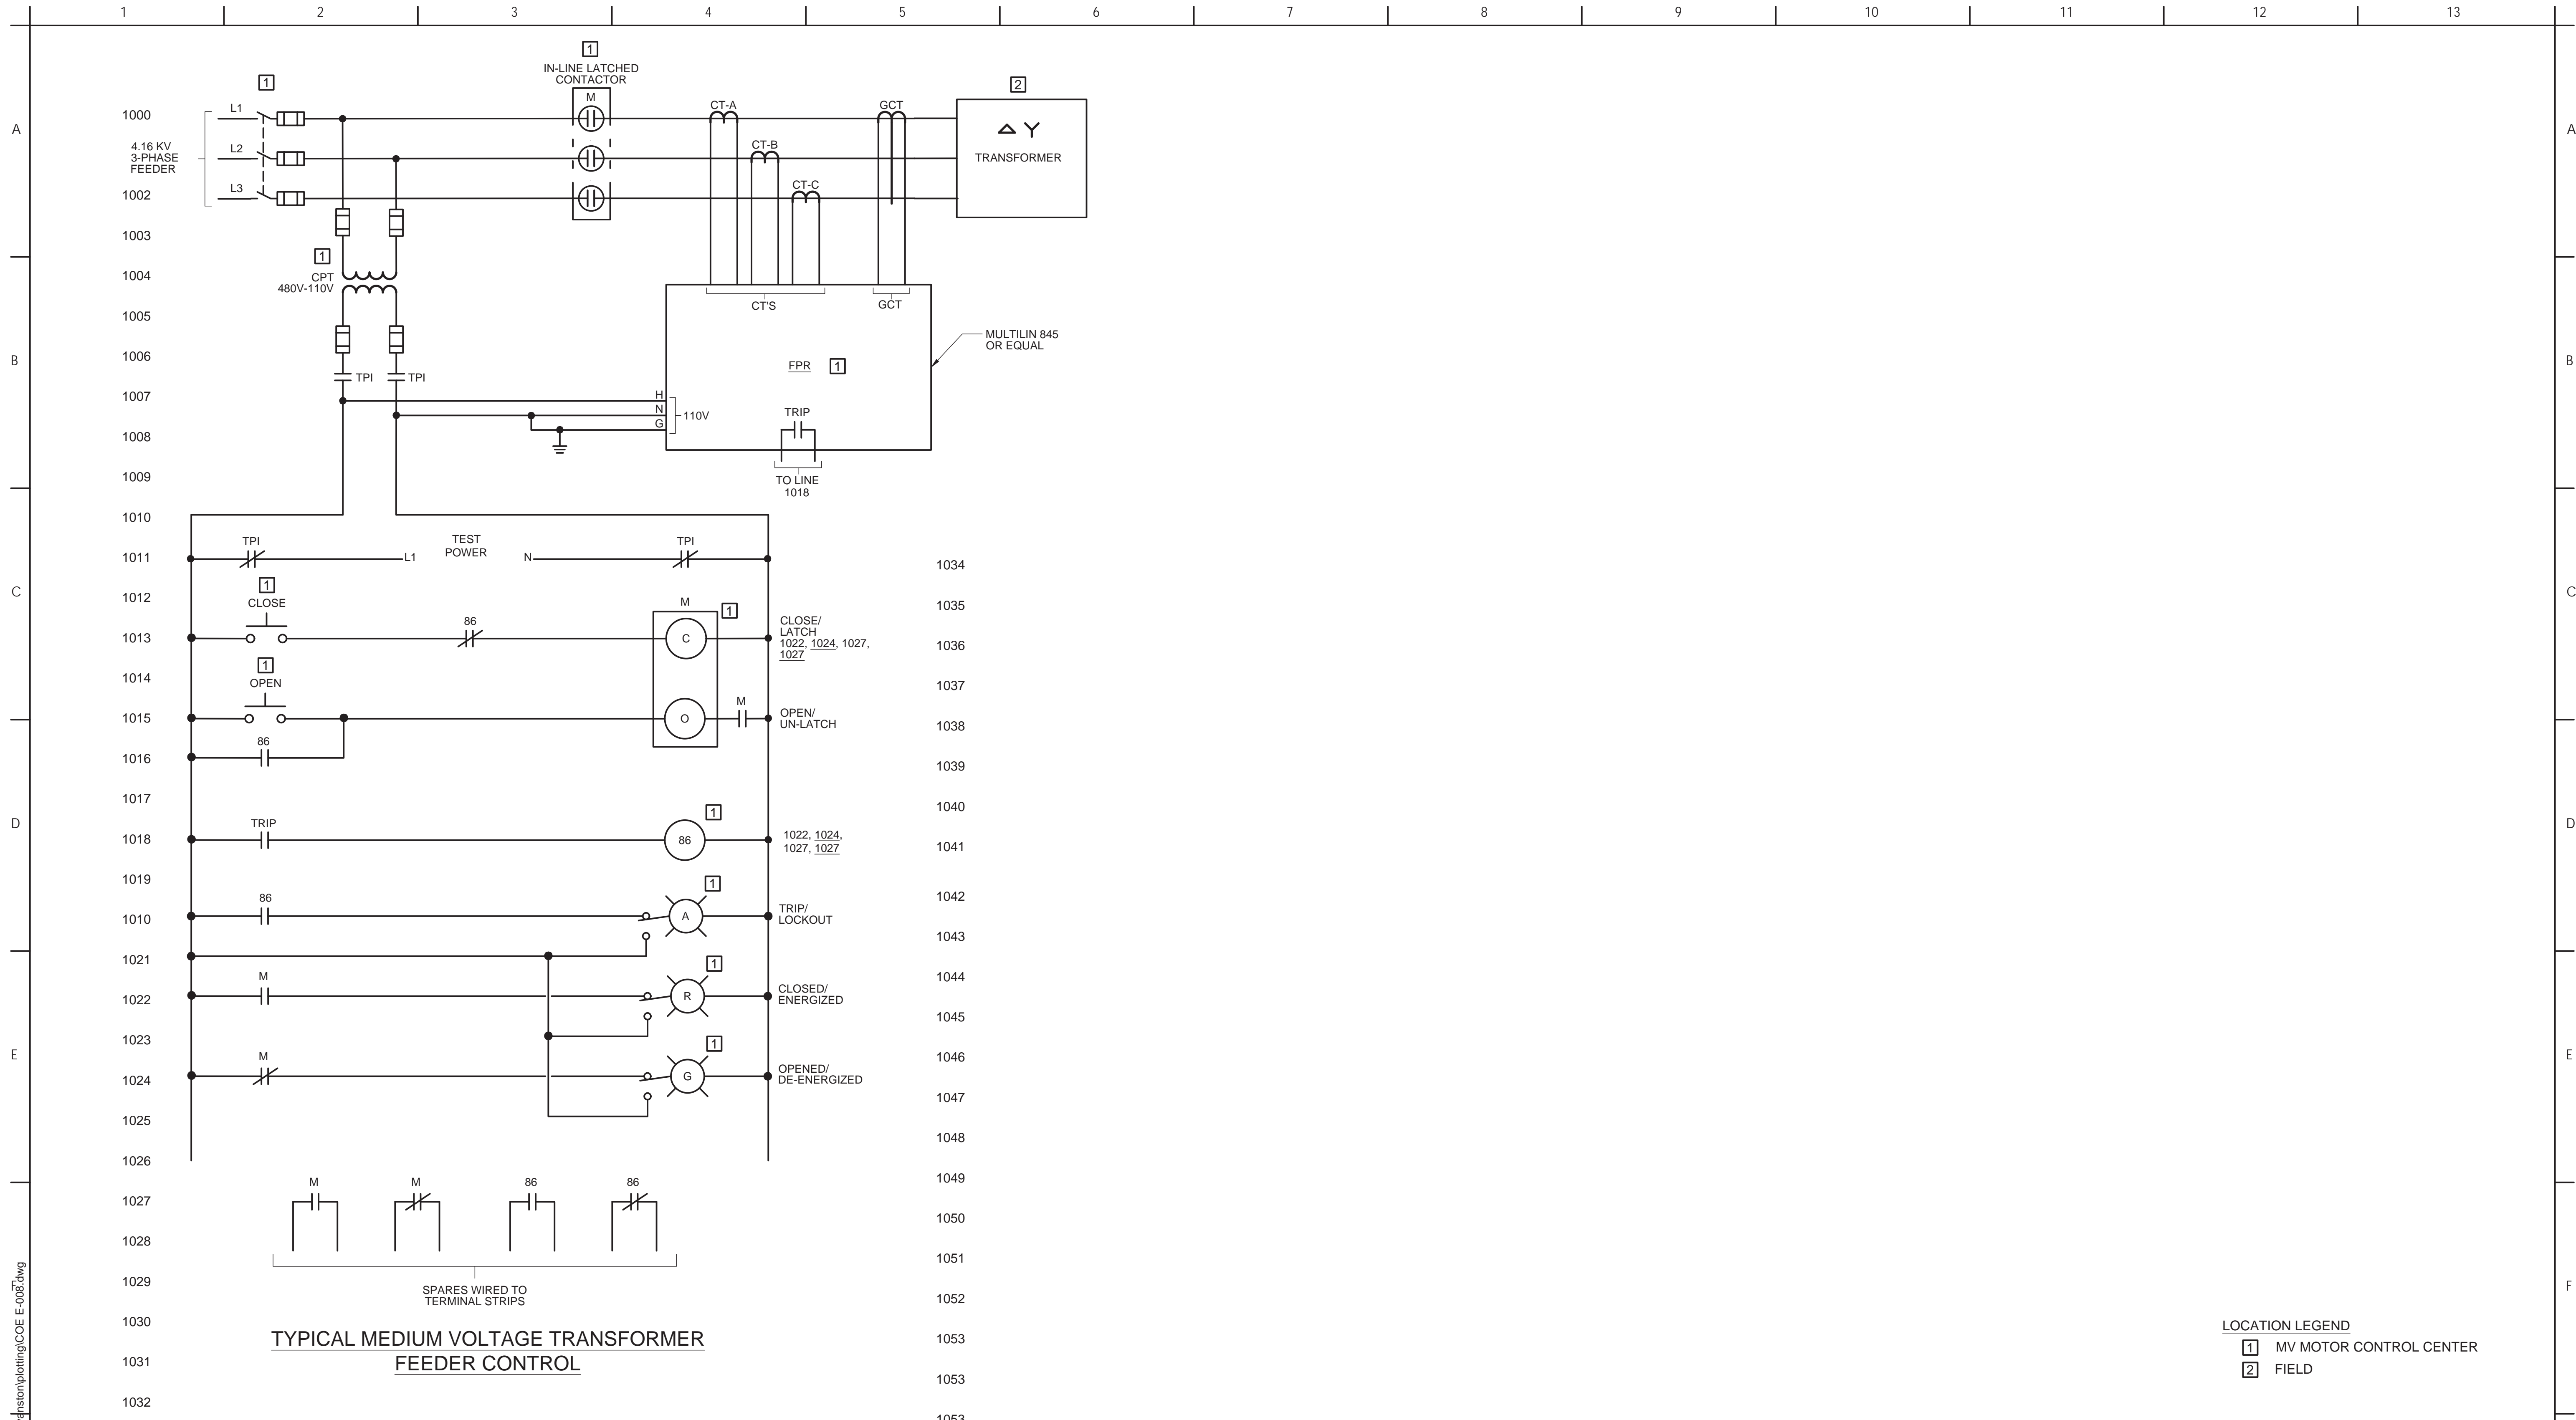 1 2 3 4 5 6 7 8 9 10 11 12 13
A
B
C
D
E
F
A
B
C
D
E
F
1000
1002
1003
1004
1005
1006
1007
1008
1009
1010
1011
1012
1013
1014
1015
1016
1017
1018
1019
1010
1021
1022
1023
1024
1025
1026
1027
1028
1029
1030
1031
1032
1034
1035
1036
1037
1038
1039
1040
1041
1042
1043
1044
1045
1046
1047
1048
1049
1050
1051
1052
1053
1053
1053
4.16 KV
3-PHASE
FEEDER
1
L1
L2
L3
1
IN-LINE LATCHED
CONTACTOR
M
CT-A
CT-B
CT-C
GCT
2
TRANSFORMER
1
CPT
480V-110V
TPI
TPI
CT'S
GCT
FPR
1
MULTILIN 845
OR EQUAL
H
N
G
110V
TRIP
TO LINE
1018
TPI
L1
TEST
POWER
N
TPI
1
CLOSE
86
M
1
C
CLOSE/
LATCH
1022, 1024, 1027,
1027
1
OPEN
O
M
OPEN/
UN-LATCH
86
TRIP
1
86
1022, 1024,
1027, 1027
86
1
A
TRIP/
LOCKOUT
M
1
R
CLOSED/
ENERGIZED
M
1
G
OPENED/
DE-ENERGIZED
M
M
86
86
SPARES WIRED TO
TERMINAL STRIPS
TYPICAL MEDIUM VOLTAGE TRANSFORMER
FEEDER CONTROL
LOCATION LEGEND
1 MV MOTOR CONTROL CENTER
2 FIELD
anston\plotting\COE E-008.dwg